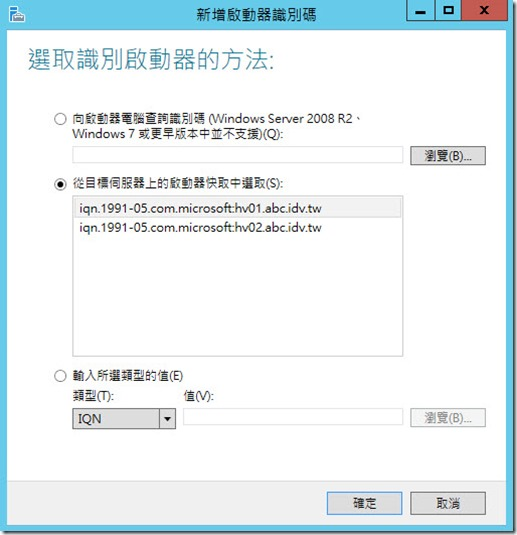 新增啟動器識別碼
選取識別啟動器的方法:
向啟動器電腦查詢識別碼 (Windows Server 2008 R2、
Windows 7 或更早版本中並不支援)(Q):
瀏覽(B)...
從目標伺服器上的啟動器快取中選取(S):
iqn.1991-05.com.microsoft:hv01.abc.idv.tw
iqn.1991-05.com.microsoft:hv02.abc.idv.tw
輸入所選類型的值(E)
類型(T): 值(V):
IQN 瀏覽(B)...
確定 取消